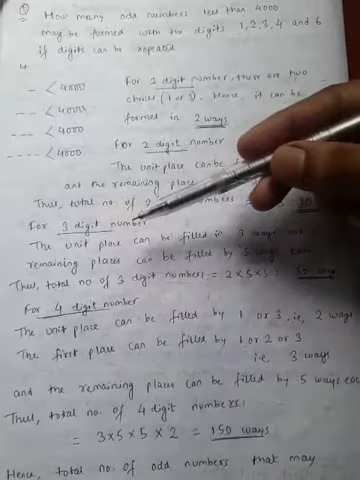 Q How many odd numbers less than 4000
may be formed with the digits 1,2,3,4 and 6
if digits can be repeated
- < 4000 For 1 digit number, there are two
choices (1 or 3). Hence, it can be
-- < 4000 formed in 2 ways
--- < 4000 For 2 digit number
---- < 4000 The unit place can be
and the remaining place
Thus, total no. of 2 numbers = 10
For 3 digit number
The unit place can be filled in 3 ways and
remaining places can be filled by 5 ways each
Thus, total no. of 3 digit numbers = 2 x 5 x 5 = 50 ways
For 4 digit number
The unit place can be filled by 1 or 3, i.e, 2 ways
The first place can be filled by 1 or 2 or 3
i.e 3 ways
and the remaining places can be filled by 5 ways each
Thus, total no. of 4 digit numbers:
= 3 x 5 x 5 x 2 = 150 ways
Hence, total no. of odd numbers that may